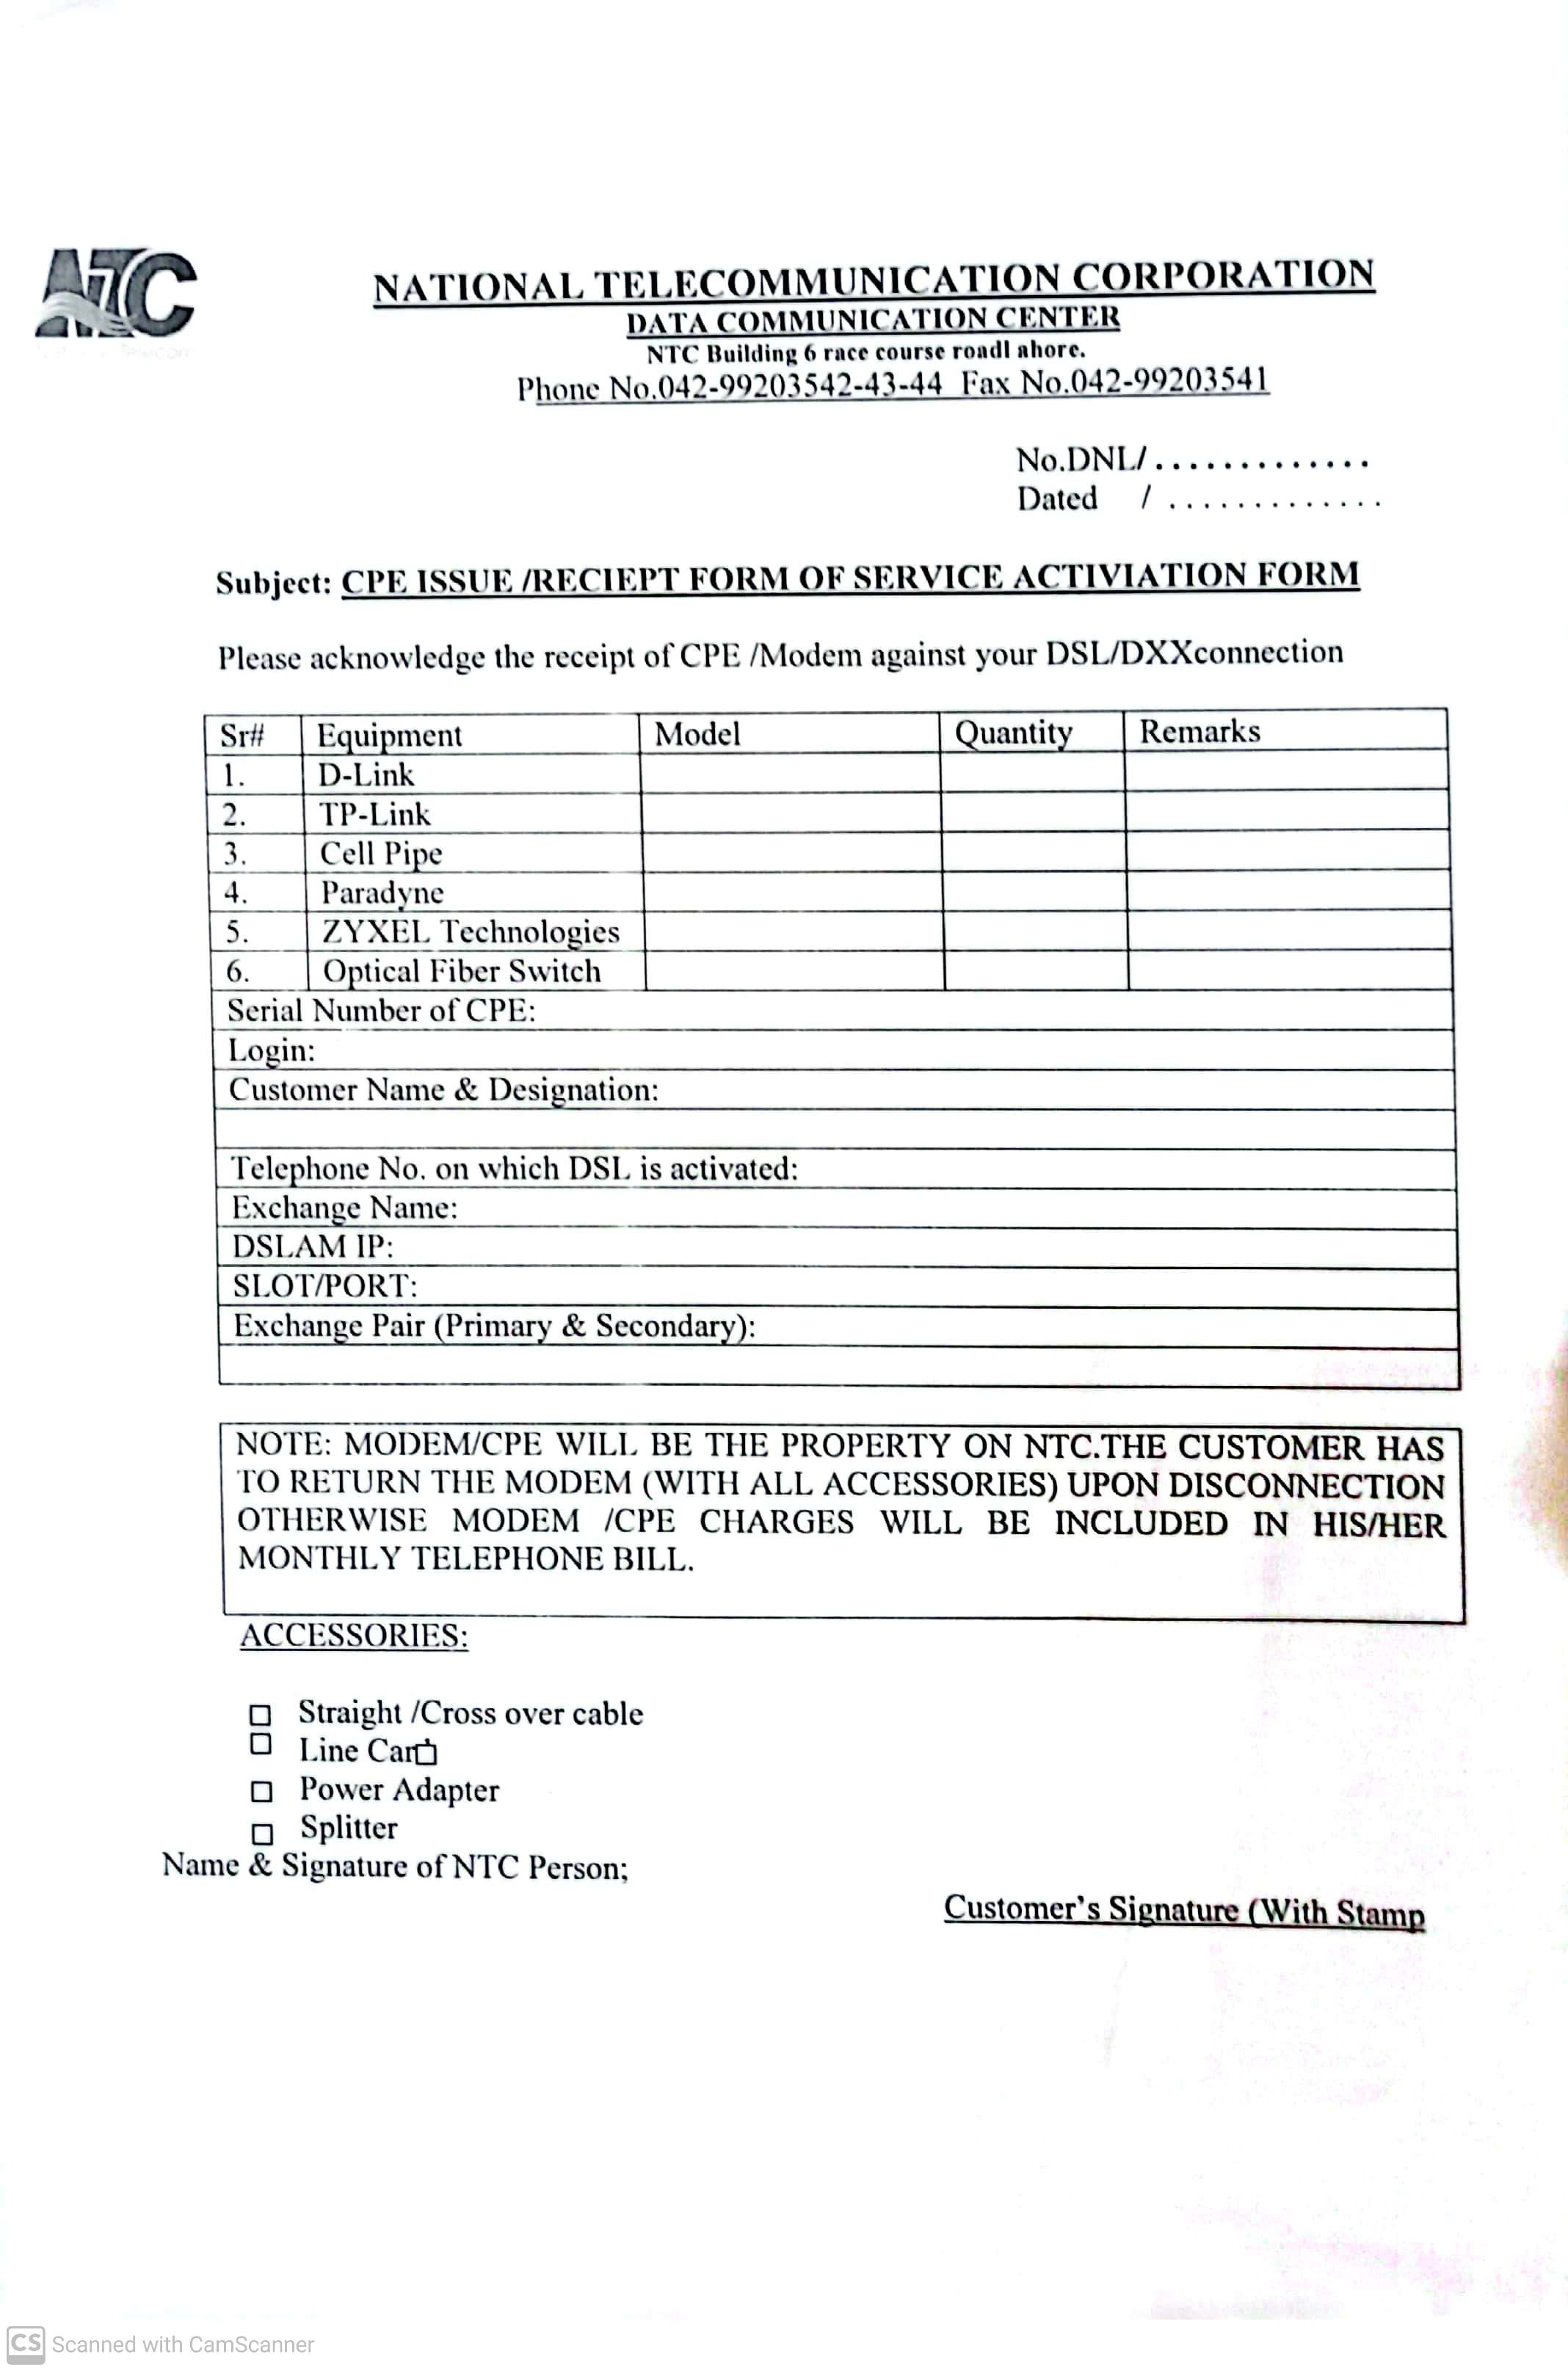 NTC
NATIONAL TELECOMMUNICATION CORPORATION
DATA COMMUNICATION CENTER
NTC Building 6 race course roadl ahore.
Phone No.042-99203542-43-44 Fax No.042-99203541
No.DNL/.............
Dated / .............
Subject: CPE ISSUE /RECIEPT FORM OF SERVICE ACTIVIATION FORM
Please acknowledge the receipt of CPE /Modem against your DSL/DXXconnection
Sr# Equipment Model Quantity Remarks
1. D-Link
2. TP-Link
3. Cell Pipe
4. Paradyne
5. ZYXEL Technologies
6. Optical Fiber Switch
Serial Number of CPE:
Login:
Customer Name & Designation:
Telephone No. on which DSL is activated:
Exchange Name:
DSLAM IP:
SLOT/PORT:
Exchange Pair (Primary & Secondary):
NOTE: MODEM/CPE WILL BE THE PROPERTY ON NTC.THE CUSTOMER HAS
TO RETURN THE MODEM (WITH ALL ACCESSORIES) UPON DISCONNECTION
OTHERWISE MODEM /CPE CHARGES WILL BE INCLUDED IN HIS/HER
MONTHLY TELEPHONE BILL.
ACCESSORIES:
Straight /Cross over cable
Line Card
Power Adapter
Splitter
Name & Signature of NTC Person;
Customer's Signature (With Stamp
CS Scanned with CamScanner